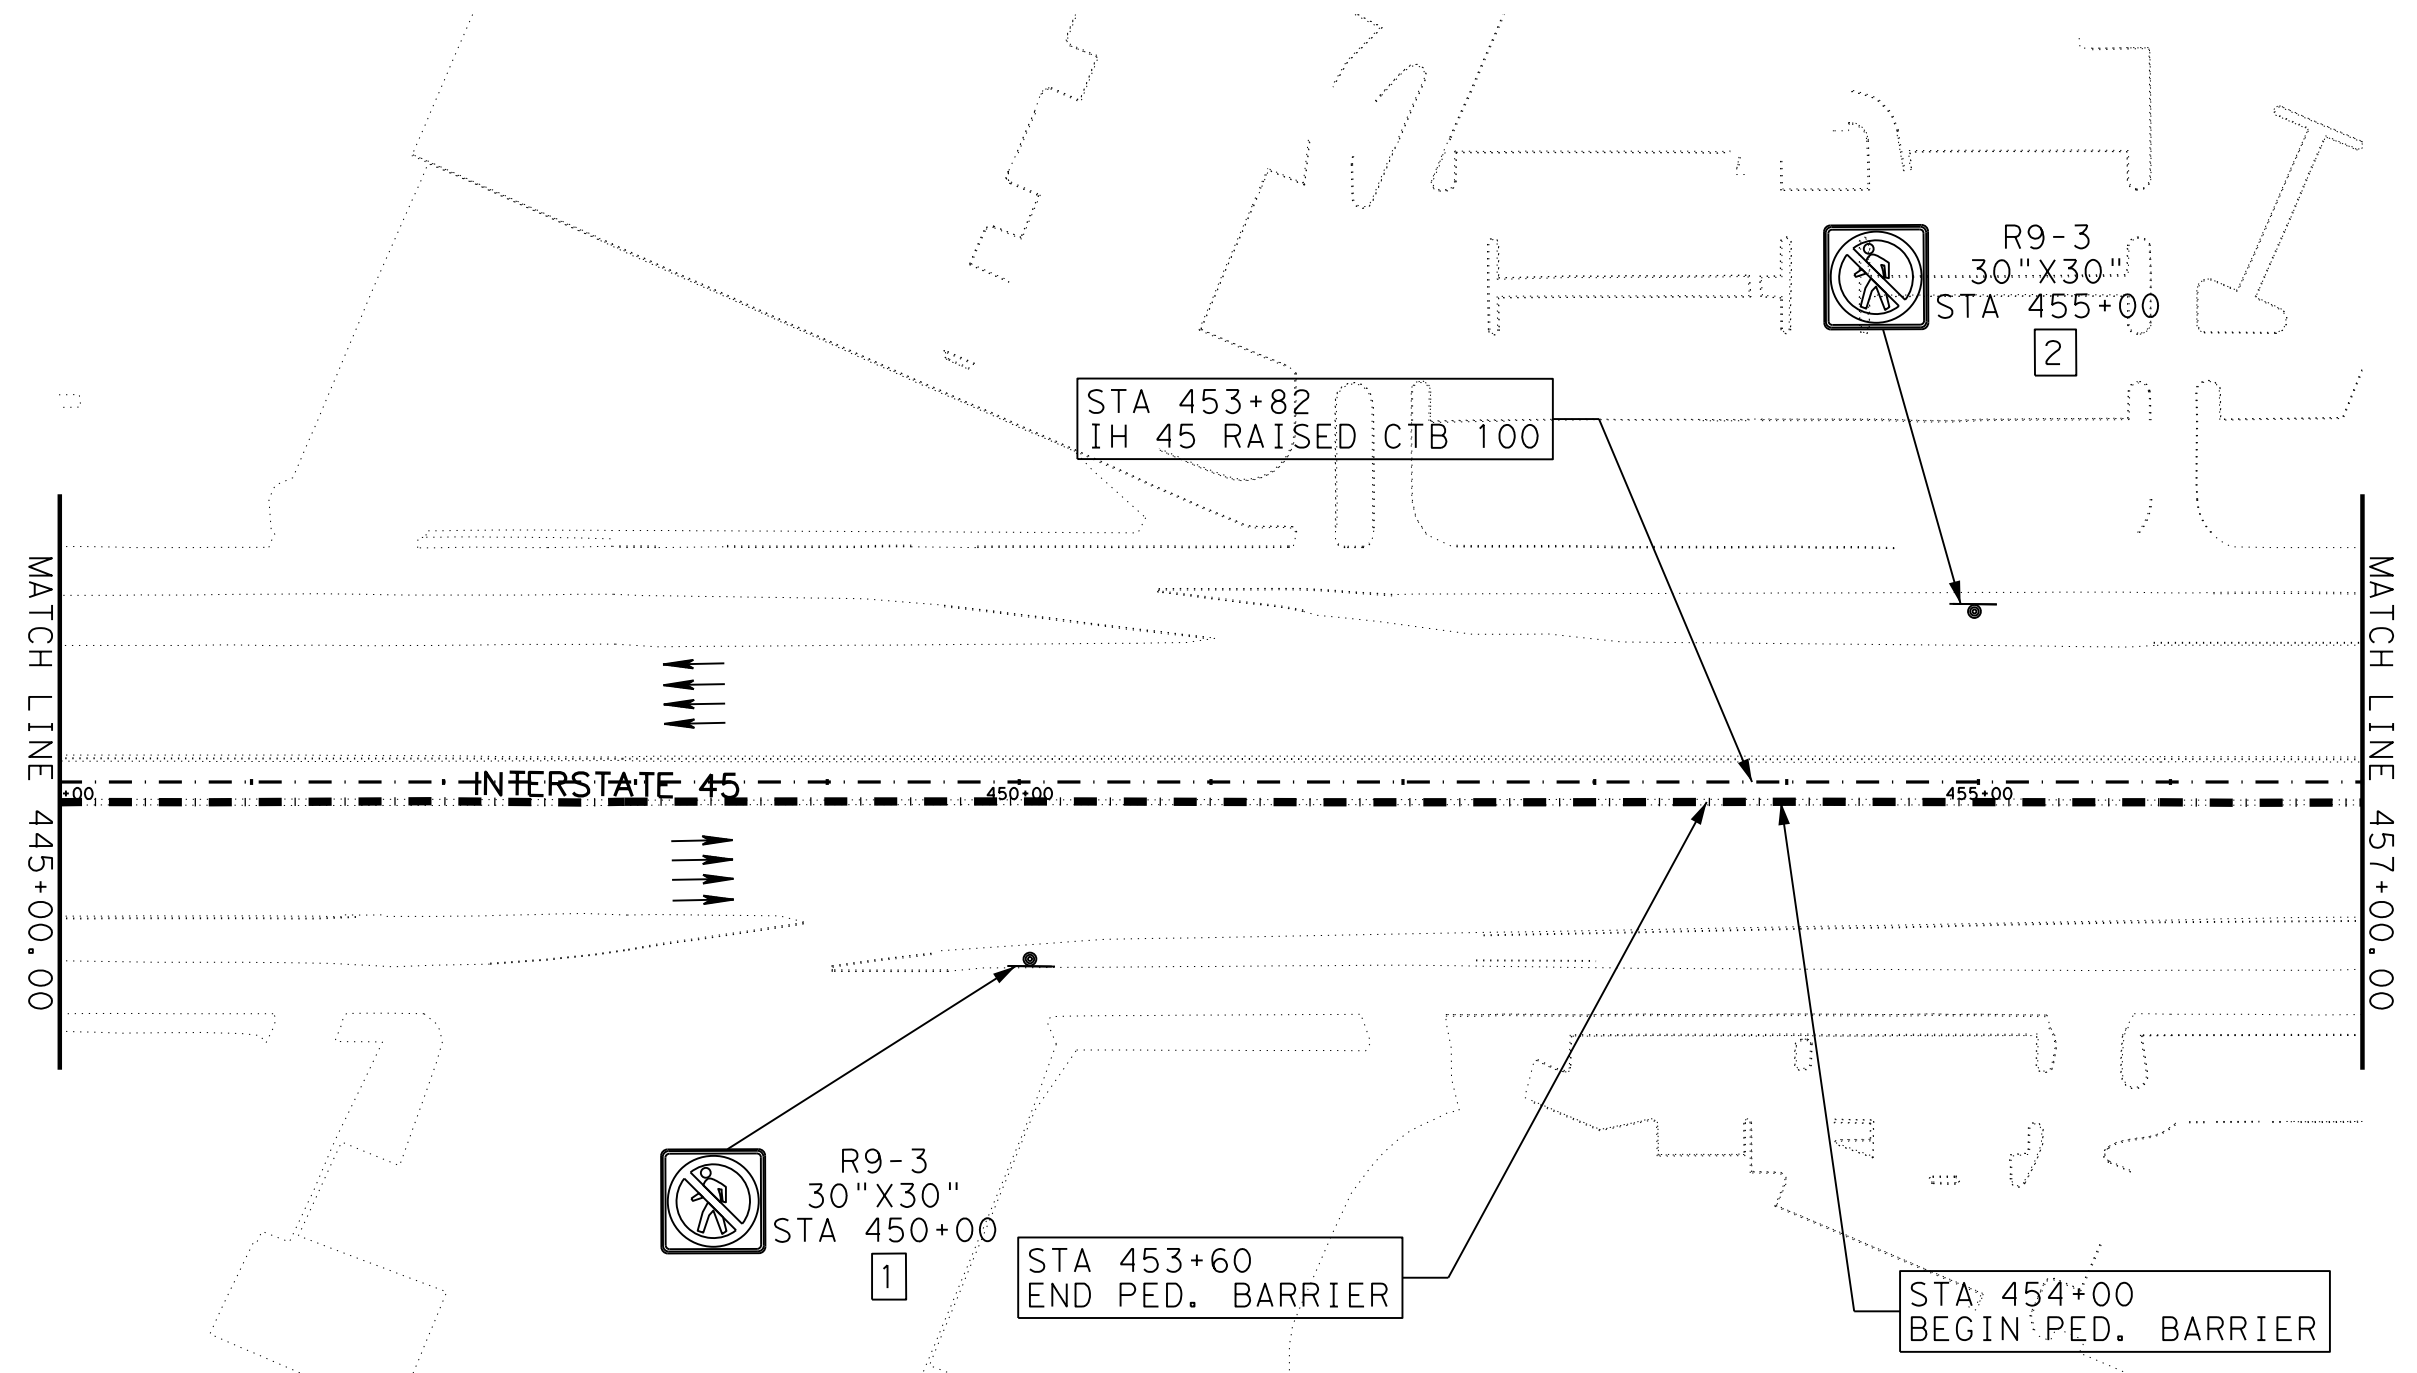 R9-3
30"X30"
STA 455+00
2
STA 453+82
IH 45 RAISED CTB 100
MATCH LINE 445+00.00
MATCH LINE 457+00.00
INTERSTATE 45
+00
450+00
455+00
R9-3
30"X30"
STA 450+00
1
STA 453+60
END PED. BARRIER
STA 454+00
BEGIN PED. BARRIER